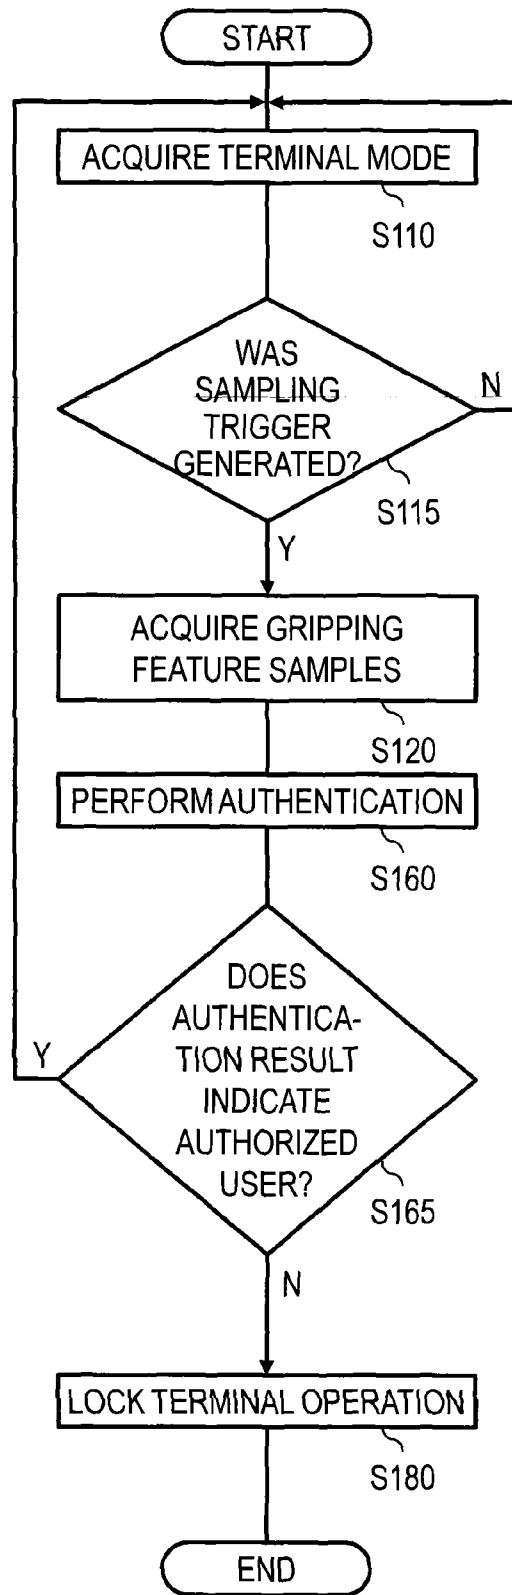 START
ACQUIRE TERMINAL MODE
S110
WAS
SAMPLING
TRIGGER
GENERATED?
N
S115
Y
ACQUIRE GRIPPING
FEATURE SAMPLES
S120
PERFORM AUTHENTICATION
S160
DOES
AUTHENTICA-
TION RESULT
INDICATE
AUTHORIZED
USER?
Y
S165
N
LOCK TERMINAL OPERATION
S180
END